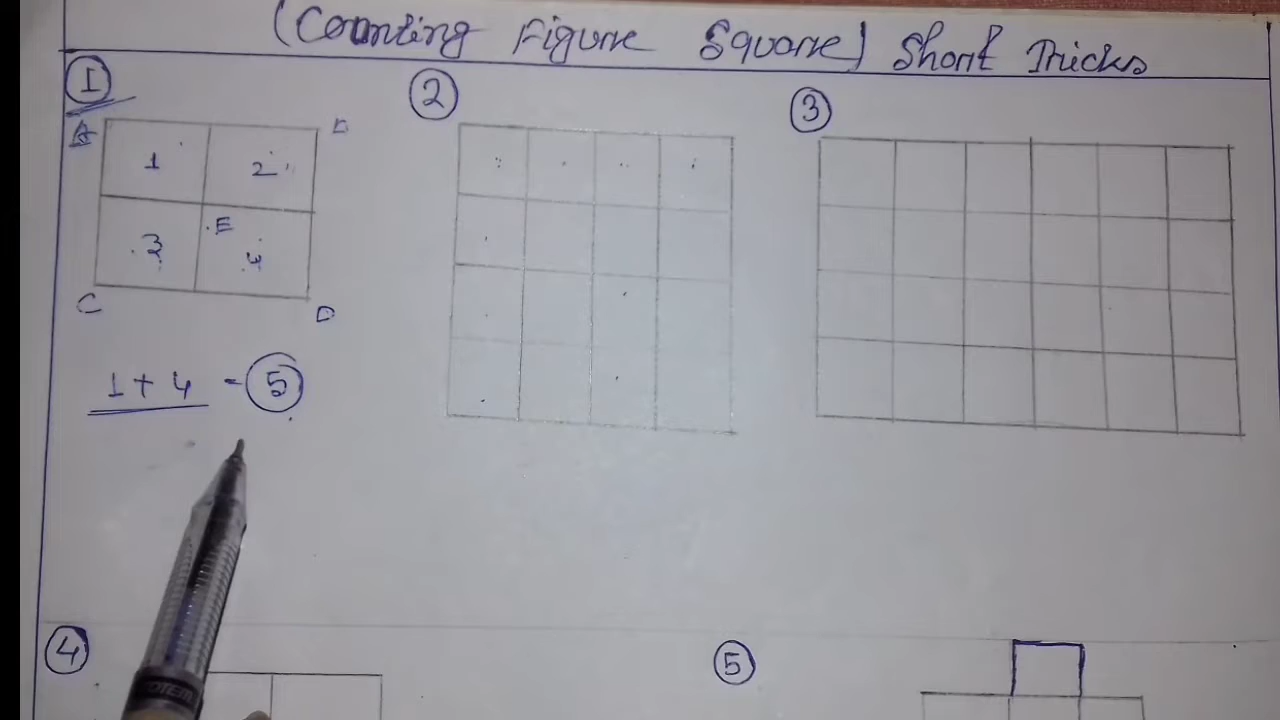 (Counting Figure Square) Short Tricks
1 2 3
A B
1 2
E
3 4
C D
1 + 4 = 5
4 5